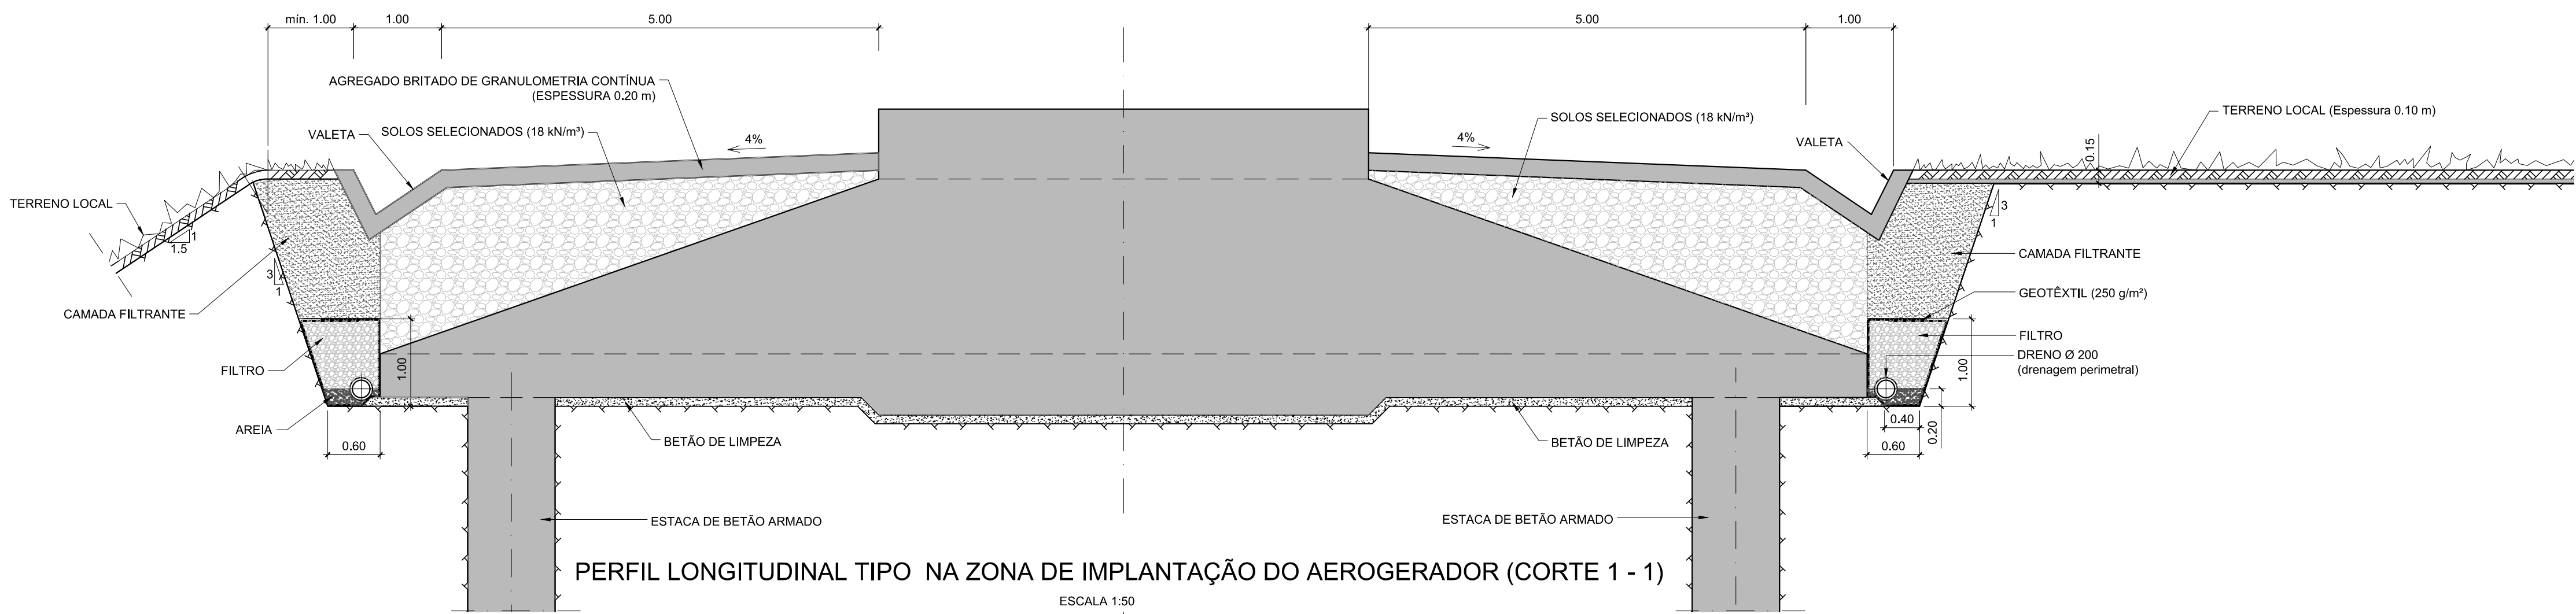 mín. 1.00
1.00
5.00
5.00
1.00
AGREGADO BRITADO DE GRANULOMETRIA CONTÍNUA
(ESPESSURA 0.20 m)
VALETA
SOLOS SELECIONADOS (18 kN/m³)
4%
4%
SOLOS SELECIONADOS (18 kN/m³)
VALETA
TERRENO LOCAL (Espessura 0.10 m)
0.15
TERRENO LOCAL
1
1.5
3
1
3
1
CAMADA FILTRANTE
CAMADA FILTRANTE
GEOTÊXTIL (250 g/m²)
FILTRO
FILTRO
DRENO Ø 200
(drenagem perimetral)
1.00
1.00
AREIA
0.60
BETÃO DE LIMPEZA
BETÃO DE LIMPEZA
0.40
0.20
0.60
ESTACA DE BETÃO ARMADO
ESTACA DE BETÃO ARMADO
PERFIL LONGITUDINAL TIPO NA ZONA DE IMPLANTAÇÃO DO AEROGERADOR (CORTE 1 - 1)
ESCALA 1:50